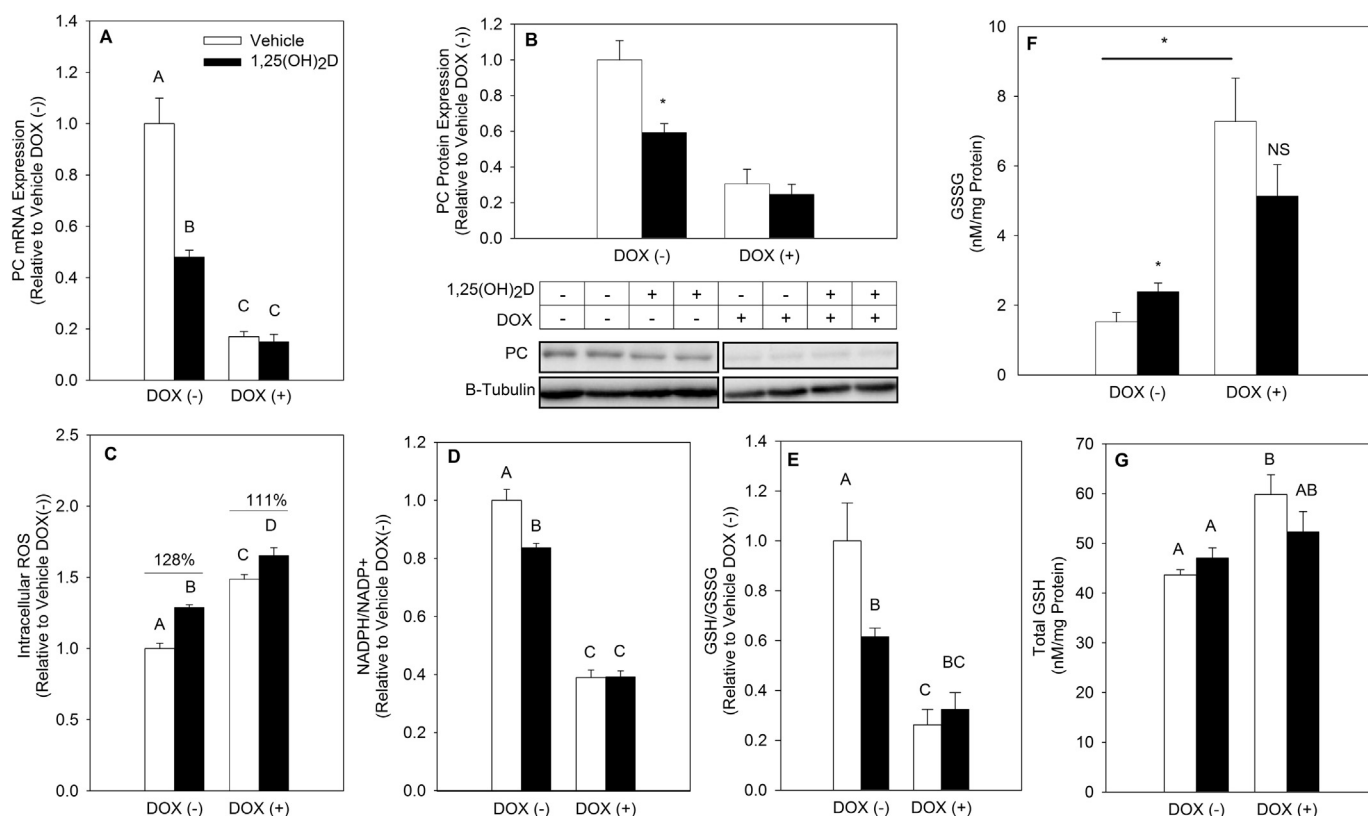 A
Vehicle
1,25(OH)2D
PC mRNA Expression
(Relative to Vehicle DOX (-))
1.4
1.2
1.0
0.8
0.6
0.4
0.2
0.0
A
B
C C
DOX (-) DOX (+)
B
PC Protein Expression
(Relative to Vehicle DOX (-))
1.2
1.0
0.8
0.6
0.4
0.2
0.0
*
DOX (-) DOX (+)
1,25(OH)2D - - + + - - + +
DOX - - - - + + + +
PC
B-Tubulin
F
GSSG
(nM/mg Protein)
10
8
6
4
2
0
*
*
NS
DOX (-) DOX (+)
C
Intracellular ROS
(Relative to Vehicle DOX(-))
2.5
2.0
1.5
1.0
0.5
0.0
128%
111%
A
B
C
D
DOX (-) DOX (+)
D
NADPH/NADP+
(Relative to Vehicle DOX(-))
1.2
1.0
0.8
0.6
0.4
0.2
0.0
A
B
C C
DOX (-) DOX (+)
E
GSH/GSSG
(Relative to Vehicle DOX (-))
1.4
1.2
1.0
0.8
0.6
0.4
0.2
0.0
A
B
C
BC
DOX (-) DOX (+)
G
Total GSH
(nM/mg Protein)
70
60
50
40
30
20
10
0
A
A
B
AB
DOX (-) DOX (+)